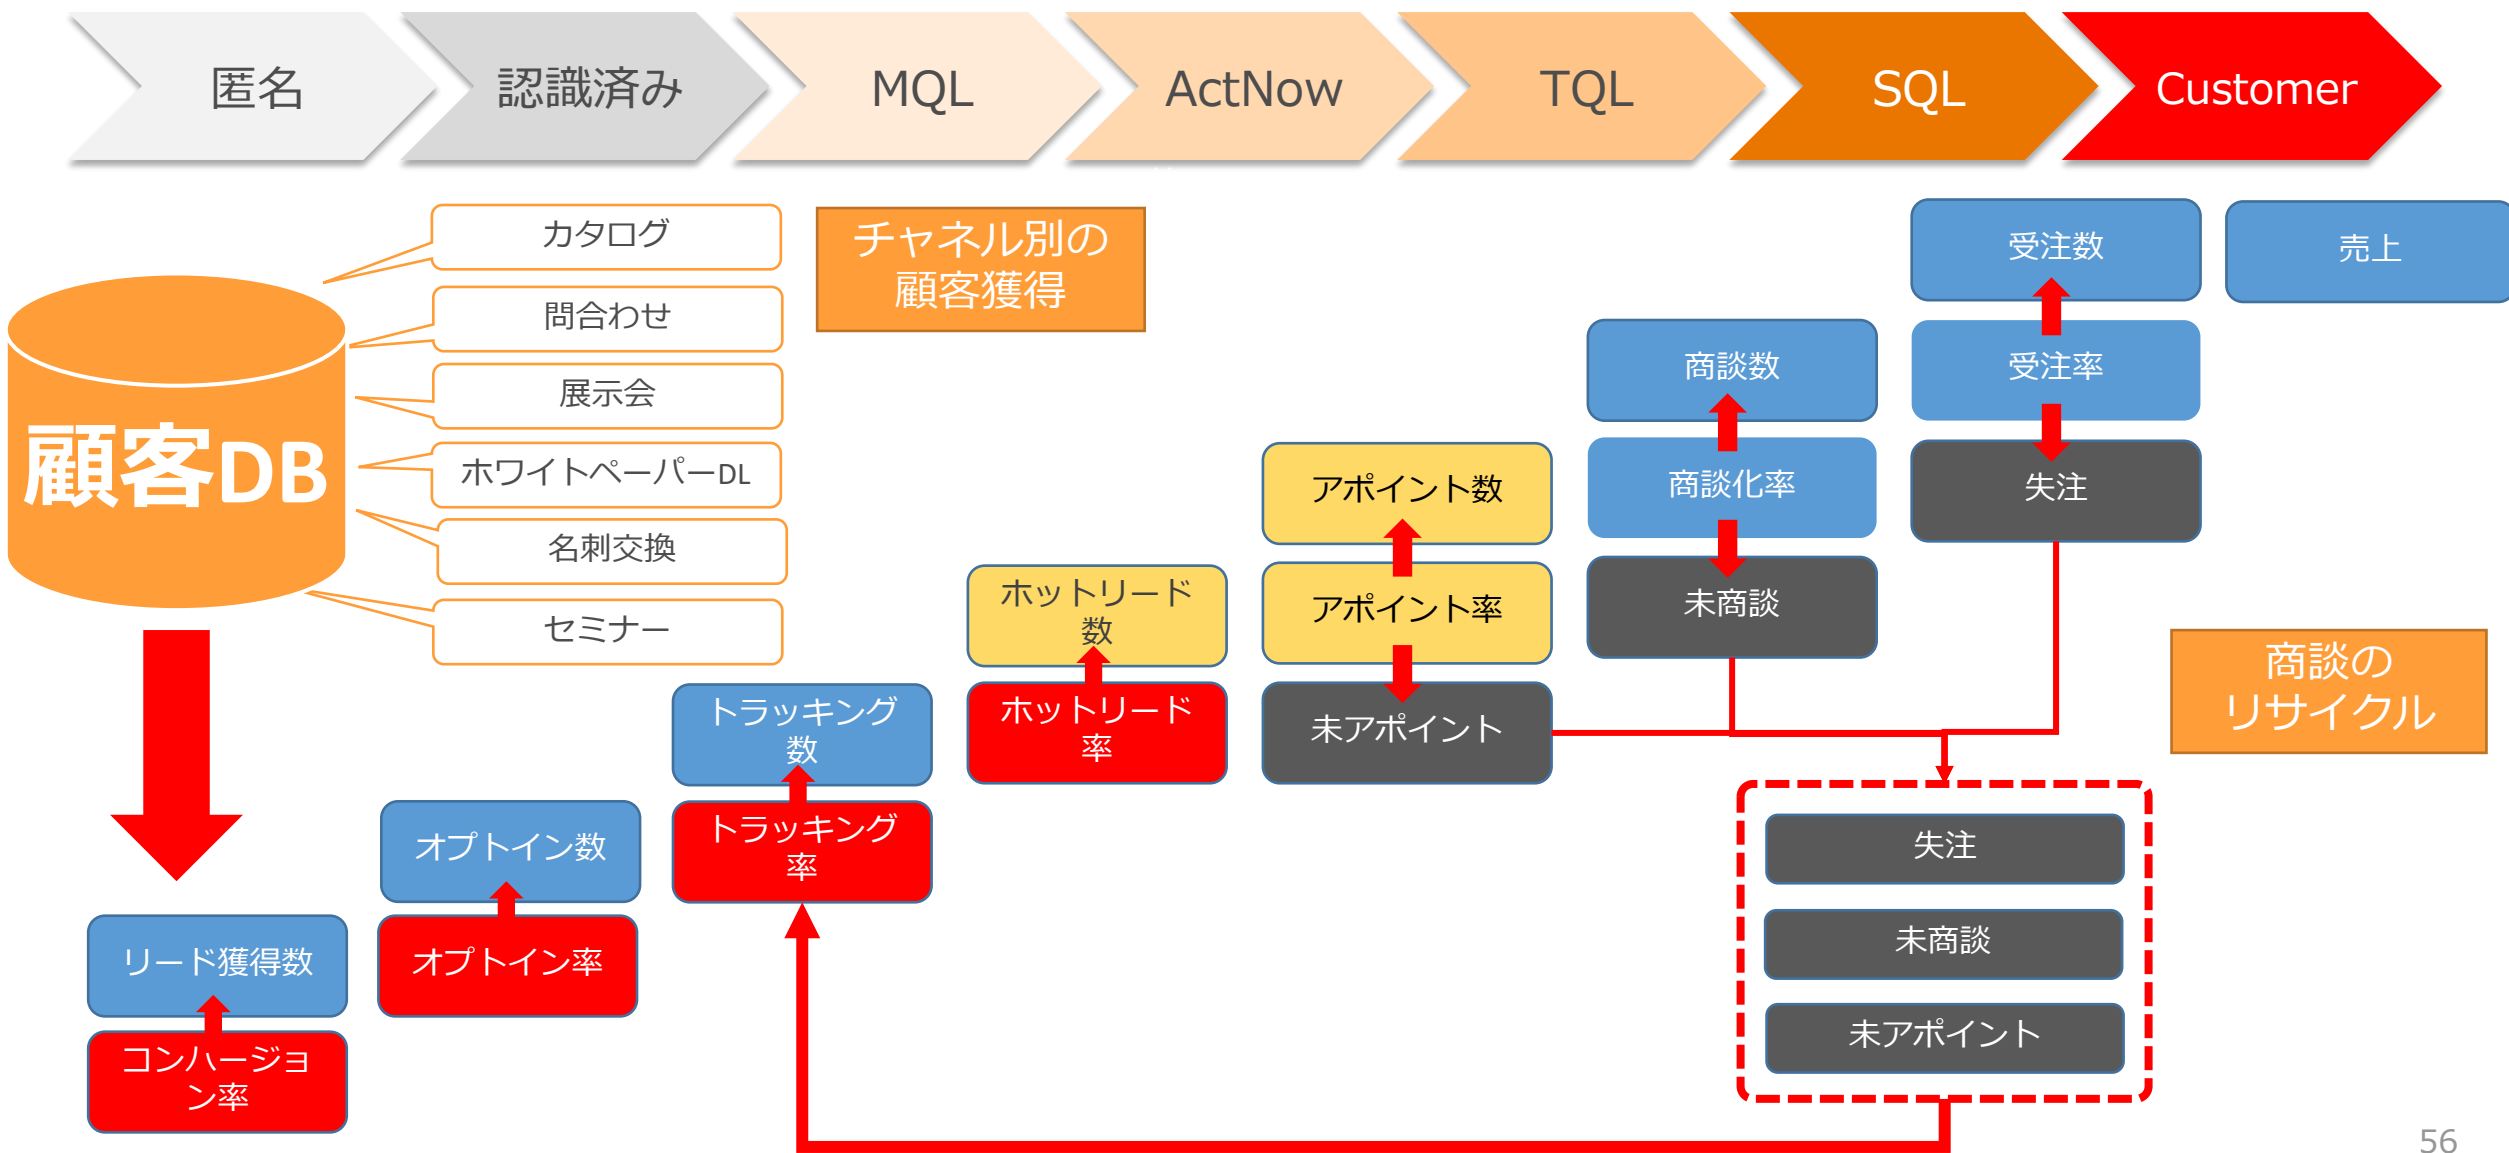 匿名
認識済み
MQL
ActNow
TQL
SQL
Customer
カタログ
問合わせ
展示会
ホワイトペーパーDL
名刺交換
セミナー
チャネル別の
顧客獲得
顧客DB
受注数
売上
受注率
失注
商談数
商談化率
未商談
アポイント数
アポイント率
未アポイント
ホットリード
数
ホットリード
率
トラッキング
数
トラッキング
率
オプトイン数
オプトイン率
リード獲得数
コンハージョ
ン率
商談の
リサイクル
失注
未商談
未アポイント
56